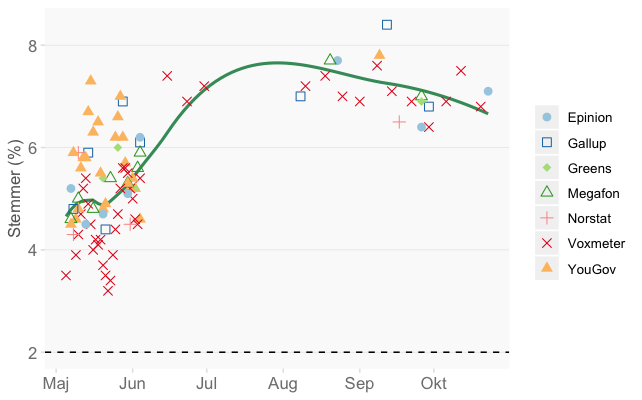 Stemmer (%)
8
6
4
2
Maj Jun Jul Aug Sep Okt
Epinion
Gallup
Greens
Megafon
Norstat
Voxmeter
YouGov